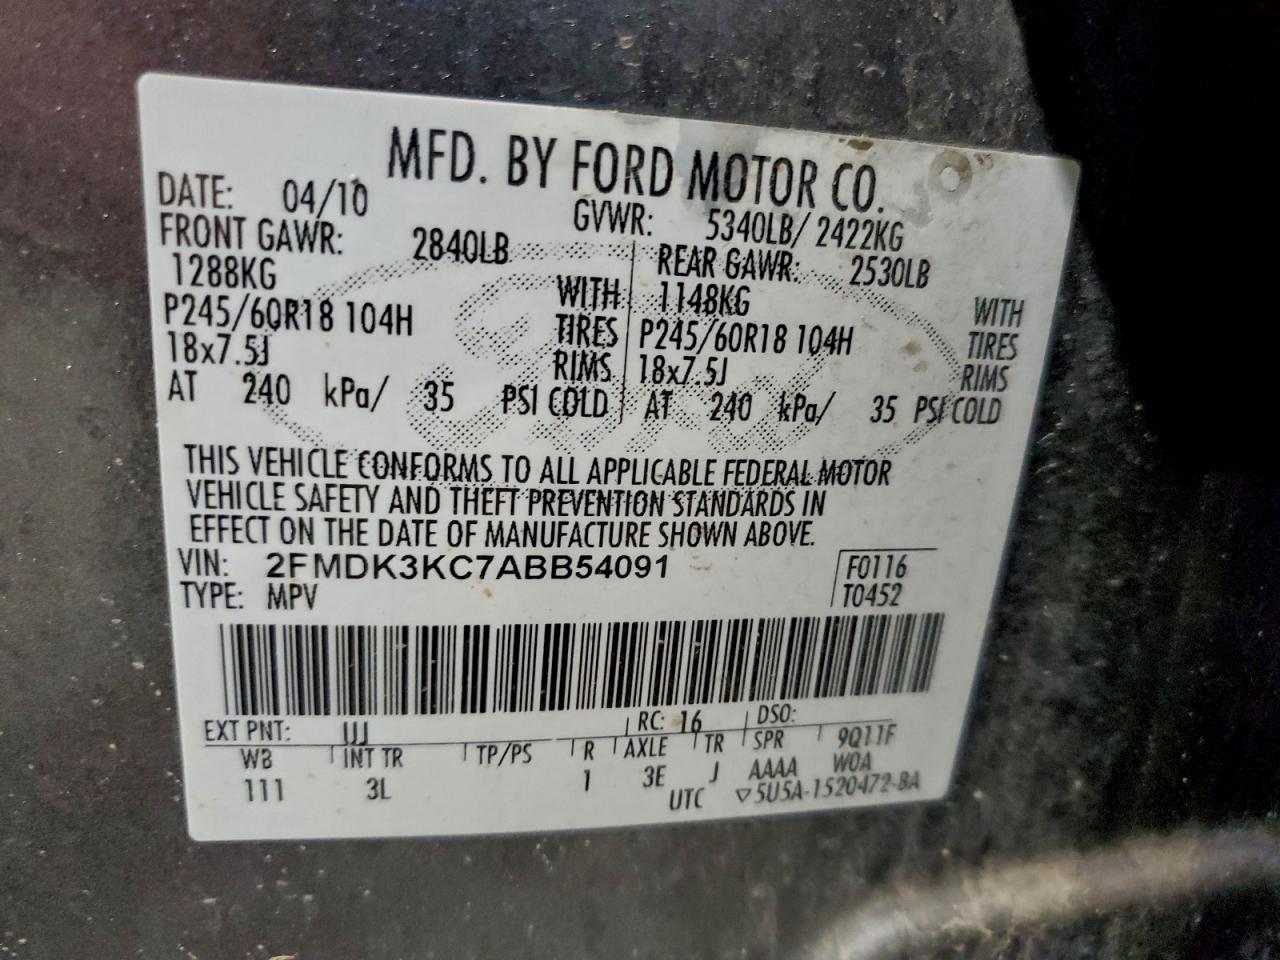 MFD. BY FORD MOTOR CO.
DATE: 04/10 GVWR: 5340LB/ 2422KG
FRONT GAWR: 2840LB REAR GAWR: 2530LB
1288KG WITH 1148KG WITH
P245/60R18 104H TIRES P245/60R18 104H TIRES
18x7.5J RIMS 18x7.5J RIMS
AT 240 kPa/ 35 PSI COLD AT 240 kPa/ 35 PSI COLD
THIS VEHICLE CONFORMS TO ALL APPLICABLE FEDERAL MOTOR
VEHICLE SAFETY AND THEFT PREVENTION STANDARDS IN
EFFECT ON THE DATE OF MANUFACTURE SHOWN ABOVE.
VIN: 2FMDK3KC7ABB54091 F0116
TYPE: MPV T0452
EXT PNT: UJ RC: 16 DSO:
WB INT TR TP/PS R AXLE TR SPR 9Q11F
111 3L 1 3E J AAAA W0A
UTC ▽5U5A-1520472-BA